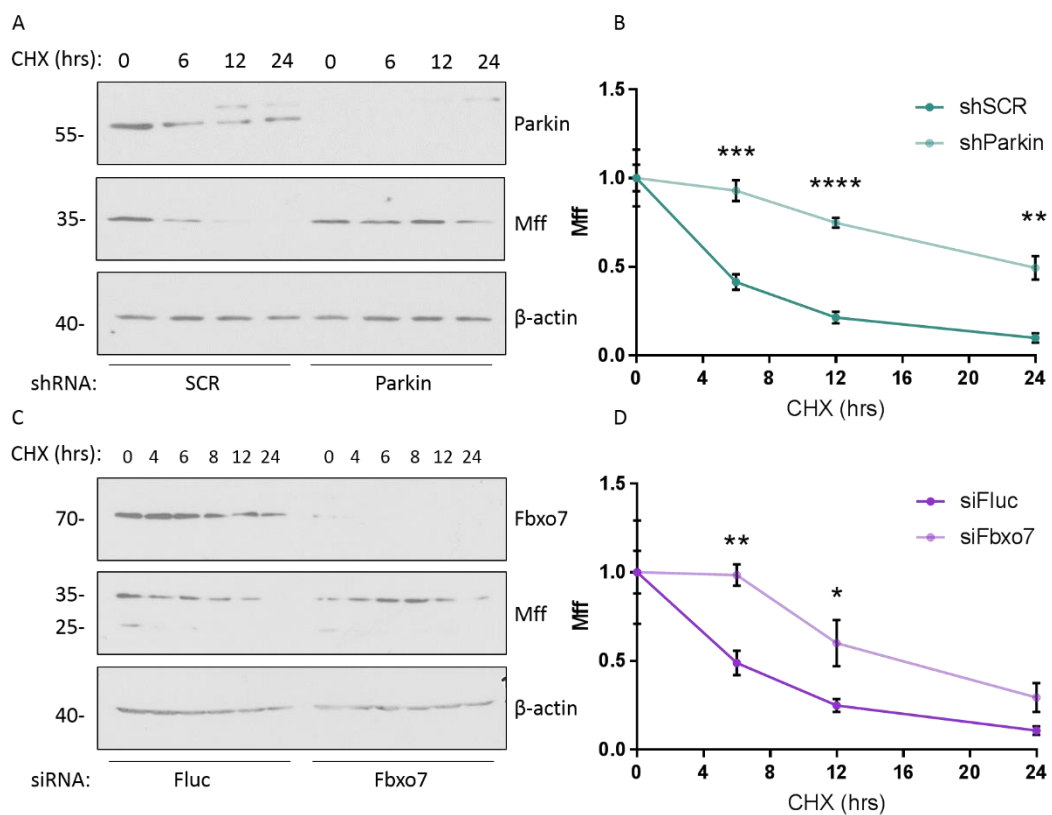 A
CHX (hrs): 0 6 12 24 0 6 12 24
55-
Parkin
35-
Mff
40-
β-actin
shRNA: SCR Parkin
B
1.5
1.0
0.5
0.0
Mff
shSCR
shParkin
***
****
**
0 4 8 12 16 20 24
CHX (hrs)
C
CHX (hrs): 0 4 6 8 12 24 0 4 6 8 12 24
70-
Fbxo7
35-
25-
Mff
40-
β-actin
siRNA: Fluc Fbxo7
D
1.5
1.0
0.5
0.0
Mff
siFluc
siFbxo7
**
*
0 4 8 12 16 20 24
CHX (hrs)